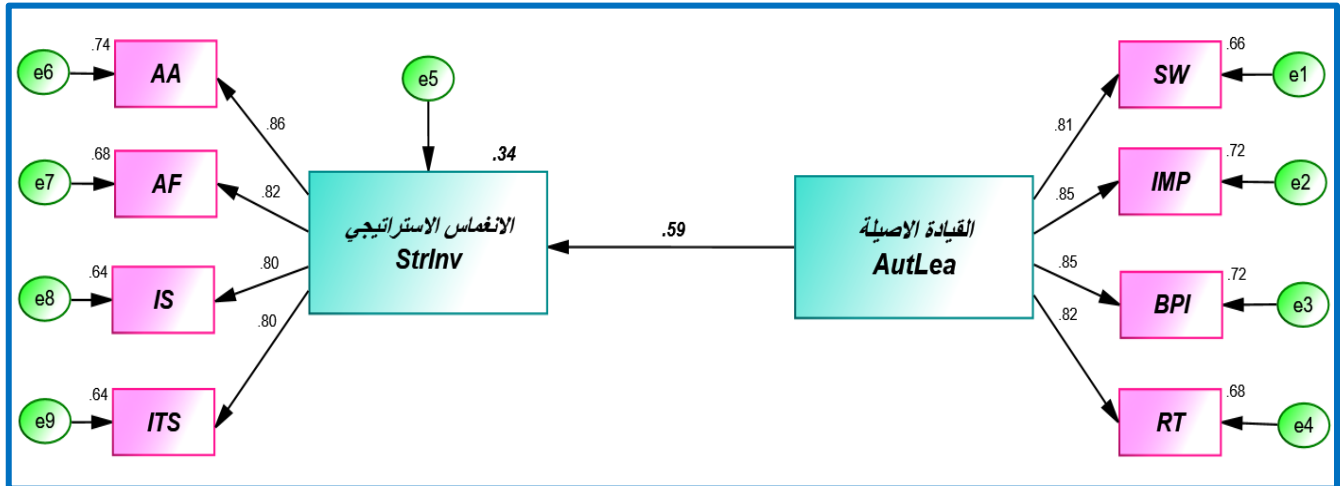 .74
e6
AA
.86
.68
e7
AF
.82
.64
e8
IS
.80
.64
e9
ITS
.80
e5
.34
الانغماس الاستراتيجي
StrInv
.59
القيادة الاصيلة
AutLea
.81
.66
SW
e1
.85
.72
IMP
e2
.85
.72
BPI
e3
.82
.68
RT
e4